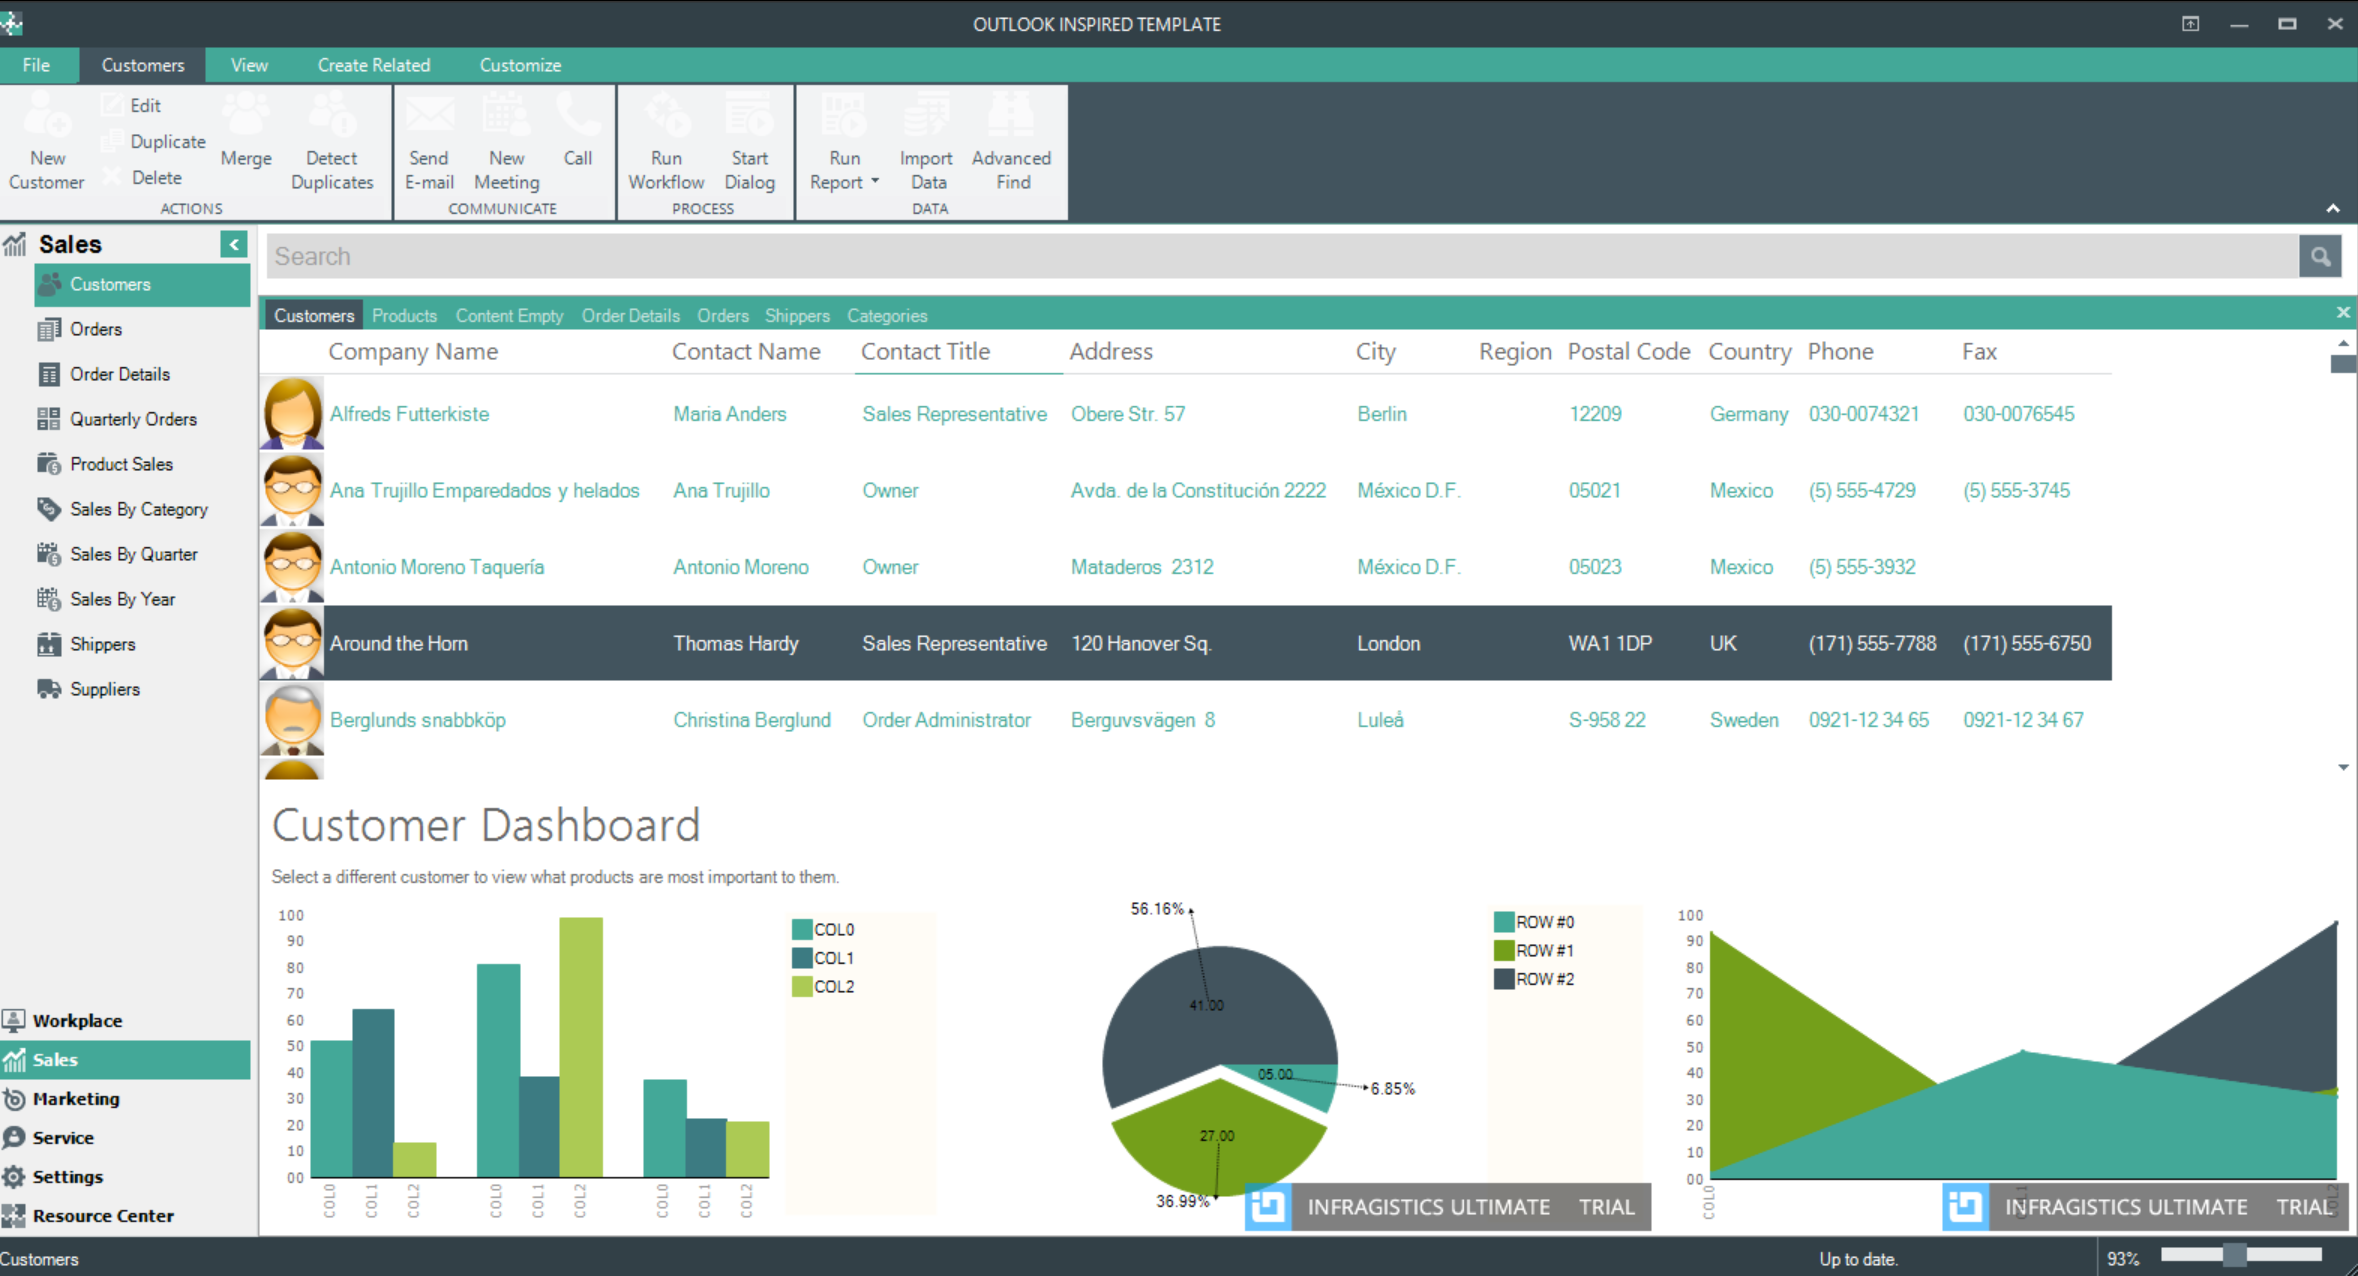 OUTLOOK INSPIRED TEMPLATE
File Customers View Create Related Customize
New Customer
Edit
Duplicate
Delete
Merge
Detect Duplicates
ACTIONS
Send E-mail
New Meeting
Call
COMMUNICATE
Run Workflow
Start Dialog
PROCESS
Run Report
Import Data
Advanced Find
DATA
Sales
Customers
Orders
Order Details
Quarterly Orders
Product Sales
Sales By Category
Sales By Quarter
Sales By Year
Shippers
Suppliers
Workplace
Sales
Marketing
Service
Settings
Resource Center
Search
Customers Products Content Empty Order Details Orders Shippers Categories
Company Name Contact Name Contact Title Address City Region Postal Code Country Phone Fax
Alfreds Futterkiste Maria Anders Sales Representative Obere Str. 57 Berlin 12209 Germany 030-0074321 030-0076545
Ana Trujillo Emparedados y helados Ana Trujillo Owner Avda. de la Constitución 2222 México D.F. 05021 Mexico (5) 555-4729 (5) 555-3745
Antonio Moreno Taquería Antonio Moreno Owner Mataderos 2312 México D.F. 05023 Mexico (5) 555-3932
Around the Horn Thomas Hardy Sales Representative 120 Hanover Sq. London WA1 1DP UK (171) 555-7788 (171) 555-6750
Berglunds snabbköp Christina Berglund Order Administrator Berguvsvägen 8 Luleå S-958 22 Sweden 0921-12 34 65 0921-12 34 67
Customer Dashboard
Select a different customer to view what products are most important to them.
100
90
80
70
60
50
40
30
20
10
00
COL0 COL1 COL2 COL0 COL1 COL2 COL0 COL1 COL2
COL0
COL1
COL2
56.16%
41.00
05.00
6.85%
27.00
36.99%
ROW #0
ROW #1
ROW #2
INFRAGISTICS ULTIMATE TRIAL
100
90
80
70
60
50
40
30
20
10
00
COL0 COL1 COL2
INFRAGISTICS ULTIMATE TRIAL
Customers Up to date. 93%